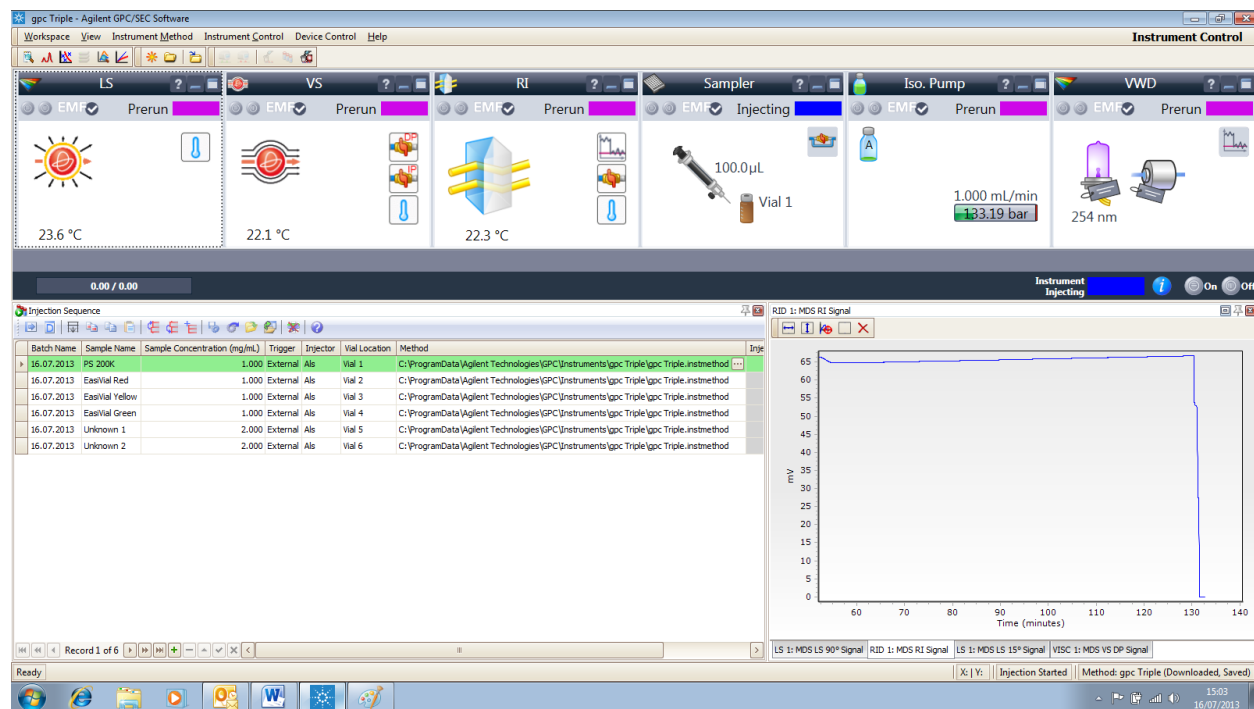 gpc Triple - Agilent GPC/SEC Software
Workspace View Instrument Method Instrument Control Device Control Help Instrument Control
LS ? VS ? RI ? Sampler ? Iso. Pump ? VWD ?
EMF Prerun EMF Prerun EMF Prerun EMF Injecting EMF Prerun EMF Prerun
DP
A
IP
100.0 µL
Vial 1
1.000 mL/min
133.19 bar
254 nm
23.6 °C 22.1 °C 22.3 °C
0.00 / 0.00
Instrument Injecting
On Off
Injection Sequence
Batch Name Sample Name Sample Concentration (mg/mL) Trigger Injector Vial Location Method Inje
16.07.2013 PS 200K 1.000 External Als Vial 1 C:\ProgramData\Agilent Technologies\GPC\Instruments\gpc Triple\gpc Triple.instmethod ...
16.07.2013 EasiVial Red 1.000 External Als Vial 2 C:\ProgramData\Agilent Technologies\GPC\Instruments\gpc Triple\gpc Triple.instmethod
16.07.2013 EasiVial Yellow 1.000 External Als Vial 3 C:\ProgramData\Agilent Technologies\GPC\Instruments\gpc Triple\gpc Triple.instmethod
16.07.2013 EasiVial Green 1.000 External Als Vial 4 C:\ProgramData\Agilent Technologies\GPC\Instruments\gpc Triple\gpc Triple.instmethod
16.07.2013 Unknown 1 2.000 External Als Vial 5 C:\ProgramData\Agilent Technologies\GPC\Instruments\gpc Triple\gpc Triple.instmethod
16.07.2013 Unknown 2 2.000 External Als Vial 6 C:\ProgramData\Agilent Technologies\GPC\Instruments\gpc Triple\gpc Triple.instmethod
Record 1 of 6
RID 1: MDS RI Signal
65
60
55
50
45
40
35
30
25
20
15
10
5
0
mV
60 70 80 90 100 110 120 130 140
Time (minutes)
LS 1: MDS LS 90° Signal RID 1: MDS RI Signal LS 1: MDS LS 15° Signal VISC 1: MDS VS DP Signal
Ready X: | Y: Injection Started Method: gpc Triple (Downloaded, Saved)
15:03
16/07/2013